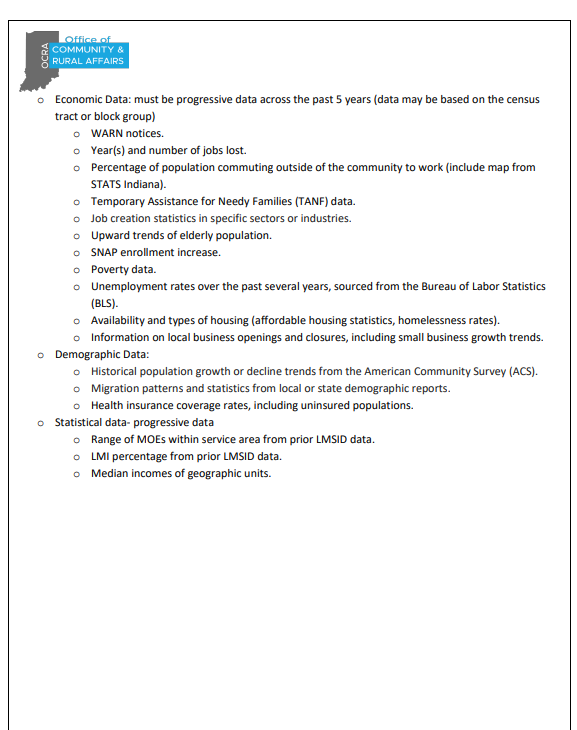 Office of
OCRA
COMMUNITY &
RURAL AFFAIRS
o Economic Data: must be progressive data across the past 5 years (data may be based on the census
tract or block group)
o WARN notices.
o Year(s) and number of jobs lost.
o Percentage of population commuting outside of the community to work (include map from
STATS Indiana).
o Temporary Assistance for Needy Families (TANF) data.
o Job creation statistics in specific sectors or industries.
o Upward trends of elderly population.
o SNAP enrollment increase.
o Poverty data.
o Unemployment rates over the past several years, sourced from the Bureau of Labor Statistics
(BLS).
o Availability and types of housing (affordable housing statistics, homelessness rates).
o Information on local business openings and closures, including small business growth trends.
o Demographic Data:
o Historical population growth or decline trends from the American Community Survey (ACS).
o Migration patterns and statistics from local or state demographic reports.
o Health insurance coverage rates, including uninsured populations.
o Statistical data- progressive data
o Range of MOEs within service area from prior LMSID data.
o LMI percentage from prior LMSID data.
o Median incomes of geographic units.